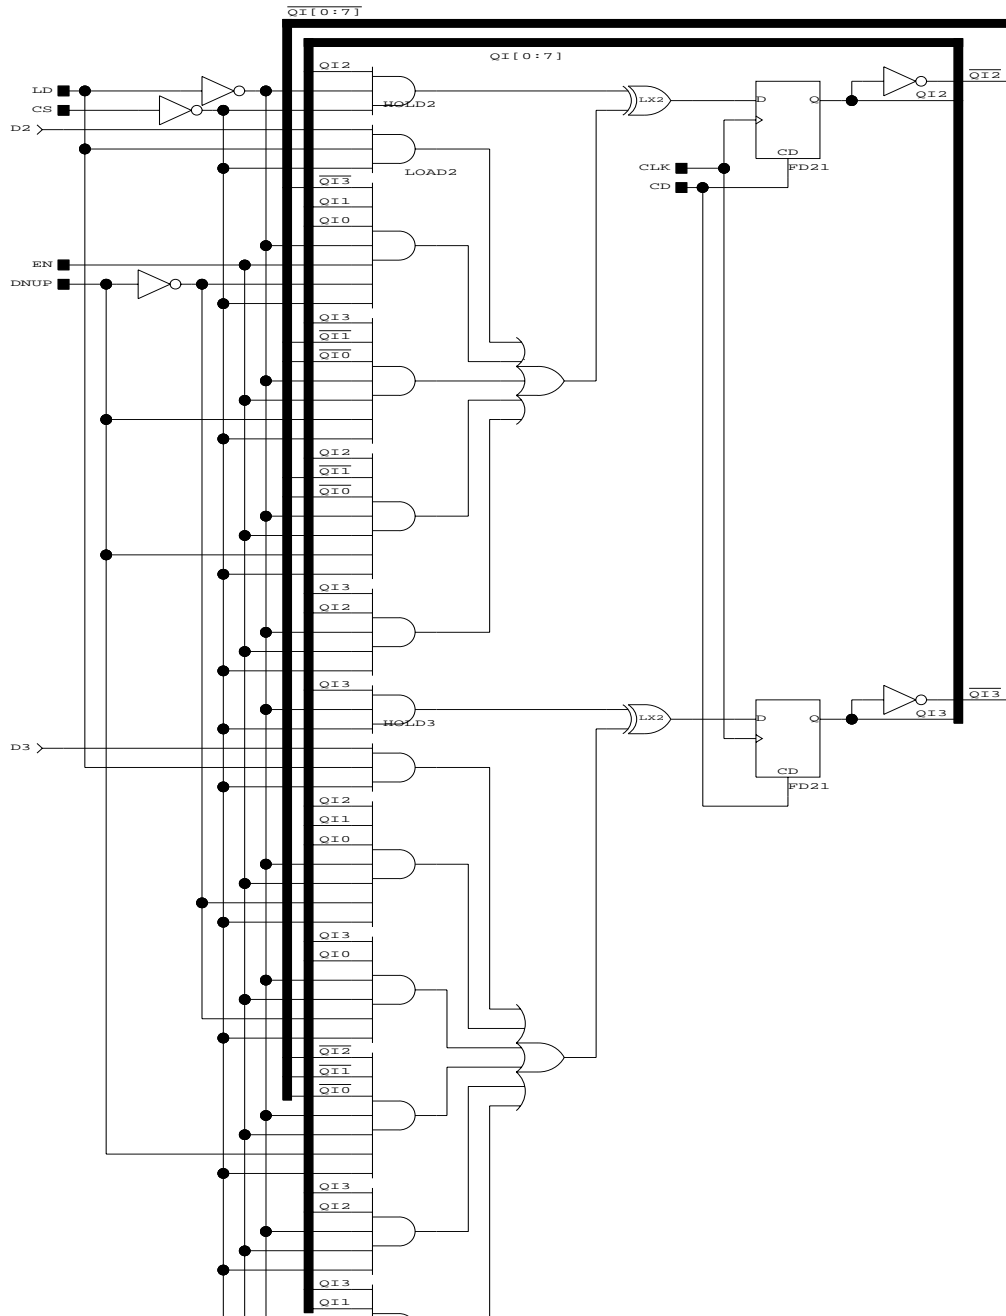 QI[0:7]
QI[0:7]
QI2
QI2
LD
LX2
D
Q
QI2
CS
HOLD2
D2
CD
LOAD2
CLK
FD21
QI3
CD
QI1
QI0
EN
DNUP
QI3
QI1
QI0
QI2
QI1
QI0
QI3
QI2
QI3
QI3
LX2
D
Q
QI3
HOLD3
D3
CD
FD21
QI2
QI1
QI0
QI3
QI0
QI2
QI1
QI0
QI3
QI2
QI3
QI1